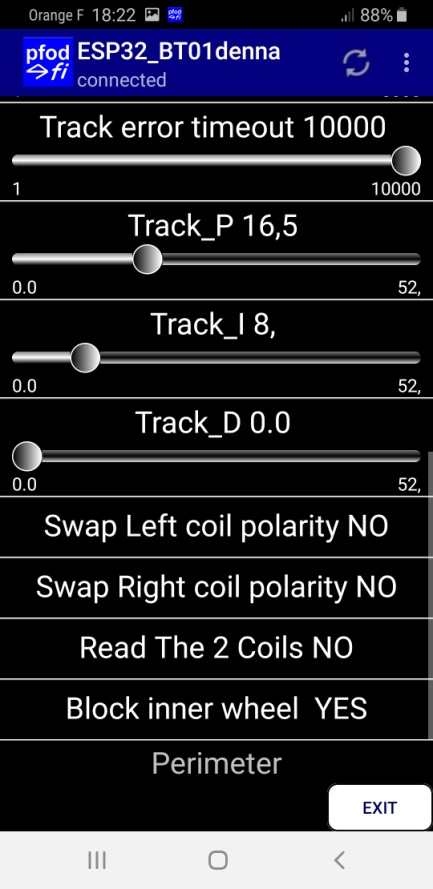 Orange F 18:22 88%
pfod
fi
ESP32_BT01denna
connected
Track error timeout 10000
1 10000
Track_P 16,5
0.0 52,
Track_I 8,
0.0 52,
Track_D 0.0
0.0 52,
Swap Left coil polarity NO
Swap Right coil polarity NO
Read The 2 Coils NO
Block inner wheel YES
Perimeter
EXIT